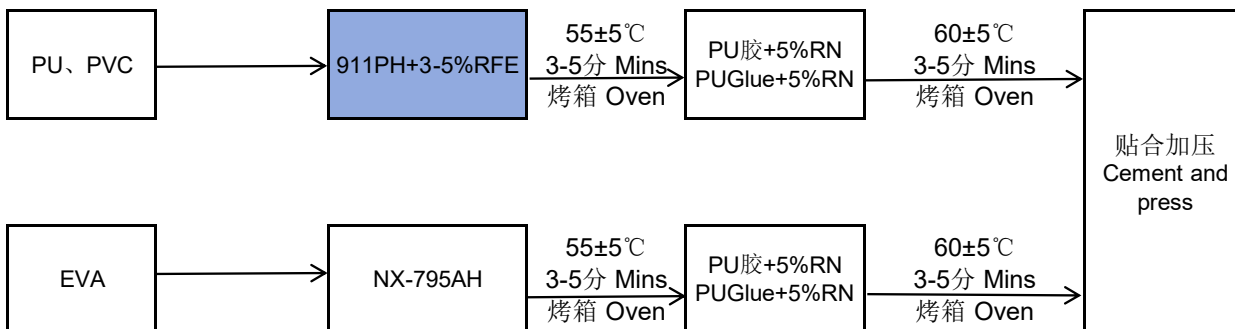 PU、PVC
911PH+3-5%RFE
55±5℃
3-5分 Mins
烤箱 Oven
PU胶+5%RN
PUGlue+5%RN
60±5℃
3-5分 Mins
烤箱 Oven
贴合加压
Cement and
press
EVA
NX-795AH
55±5℃
3-5分 Mins
烤箱 Oven
PU胶+5%RN
PUGlue+5%RN
60±5℃
3-5分 Mins
烤箱 Oven